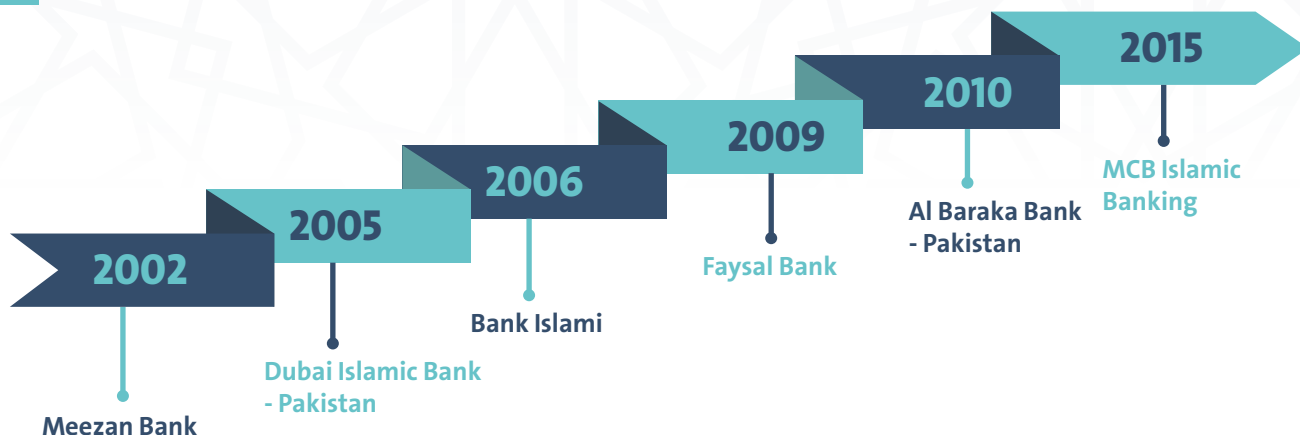 2002
Meezan Bank
2005
Dubai Islamic Bank
- Pakistan
2006
Bank Islami
2009
Faysal Bank
2010
Al Baraka Bank
- Pakistan
2015
MCB Islamic
Banking